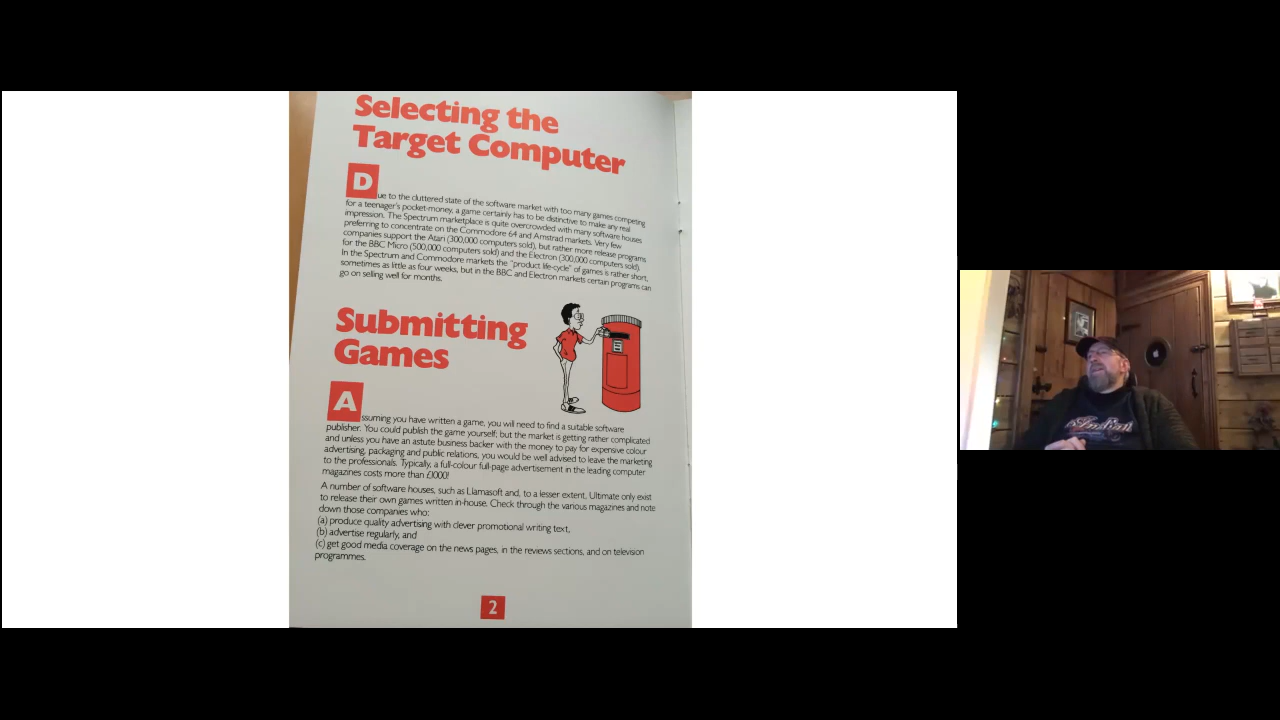 Selecting the
Target Computer
Due to the cluttered state of the software market with too many games competing
for a teenager's pocket-money, a game certainly has to be distinctive to make any real
impression. The Spectrum marketplace is quite overcrowded with many software houses
preferring to concentrate on the Commodore 64 and Amstrad markets. Very few
companies support the Atari (300,000 computers sold), but rather more release programs
for the BBC Micro (500,000 computers sold) and the Electron (300,000 computers sold).
In the Spectrum and Commodore markets the "product life-cycle" of games is rather short,
sometimes as little as four weeks, but in the BBC and Electron markets certain programs can
go on selling well for months.
Submitting
Games
Assuming you have written a game, you will need to find a suitable software
publisher. You could publish the game yourself; but the market is getting rather complicated
and unless you have an astute business backer with the money to pay for expensive colour
advertising, packaging and public relations, you would be well advised to leave the marketing
to the professionals. Typically, a full-colour full-page advertisement in the leading computer
magazines costs more than £1000!
A number of software houses, such as Llamasoft and, to a lesser extent, Ultimate only exist
to release their own games written in-house. Check through the various magazines and note
down those companies who:
(a) produce quality advertising with clever promotional writing text,
(b) advertise regularly, and
(c) get good media coverage on the news pages, in the reviews sections, and on television
programmes.
2